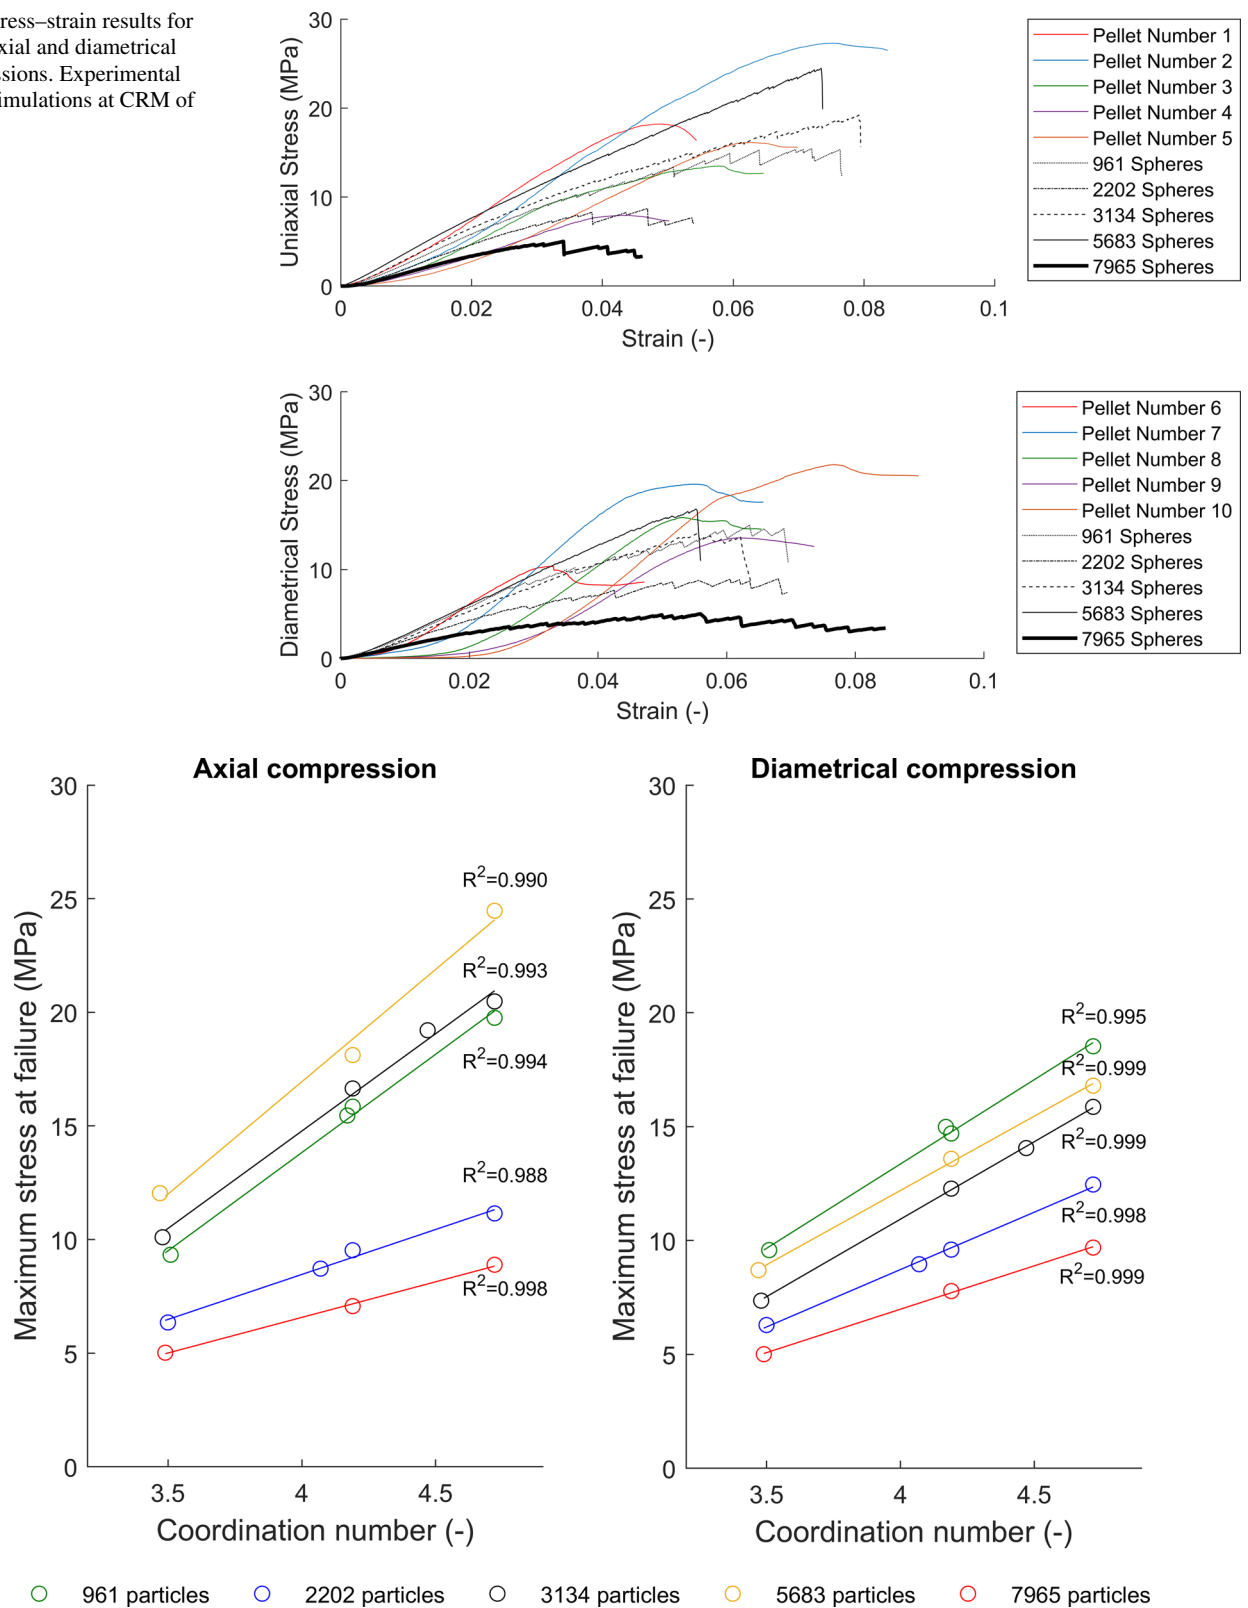 ress–strain results for
xial and diametrical
ssions. Experimental
imulations at CRM of
30
20
10
0
Uniaxial Stress (MPa)
0 0.02 0.04 0.06 0.08 0.1
Strain (-)
Pellet Number 1
Pellet Number 2
Pellet Number 3
Pellet Number 4
Pellet Number 5
961 Spheres
2202 Spheres
3134 Spheres
5683 Spheres
7965 Spheres
30
20
10
0
Diametrical Stress (MPa)
0 0.02 0.04 0.06 0.08 0.1
Strain (-)
Pellet Number 6
Pellet Number 7
Pellet Number 8
Pellet Number 9
Pellet Number 10
961 Spheres
2202 Spheres
3134 Spheres
5683 Spheres
7965 Spheres
Axial compression
30
25
20
15
10
5
0
Maximum stress at failure (MPa)
R²=0.990
R²=0.993
R²=0.994
R²=0.988
R²=0.998
3.5 4 4.5
Coordination number (-)
Diametrical compression
30
25
20
15
10
5
0
Maximum stress at failure (MPa)
R²=0.995
R²=0.999
R²=0.999
R²=0.998
R²=0.999
3.5 4 4.5
Coordination number (-)
961 particles 2202 particles 3134 particles 5683 particles 7965 particles